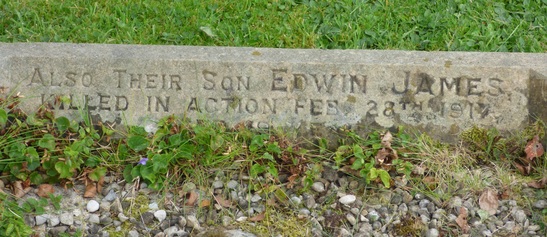 ALSO THEIR SON EDWIN JAMES,
KILLED IN ACTION FEB. 28TH 1917,